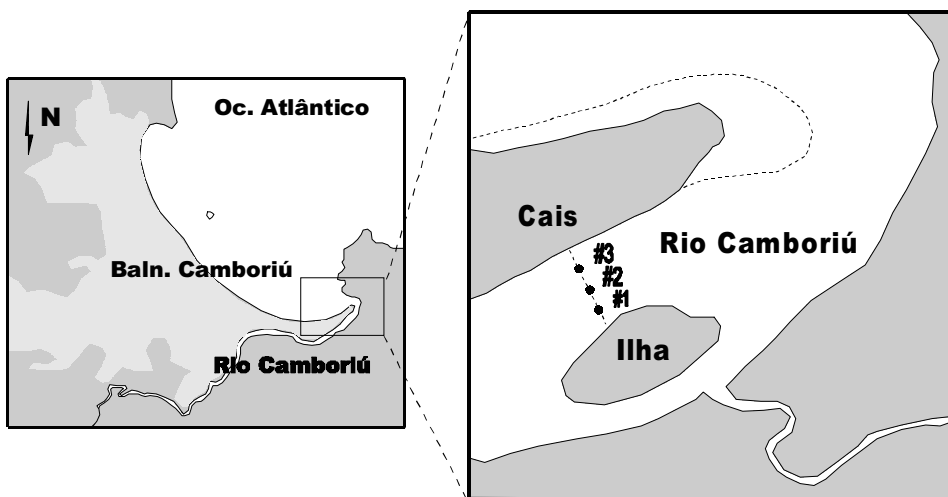 Oc. Atlântico
N
Baln. Camboriú
Rio Camboriú
Cais
Rio Camboriú
#3
#2
#1
Ilha